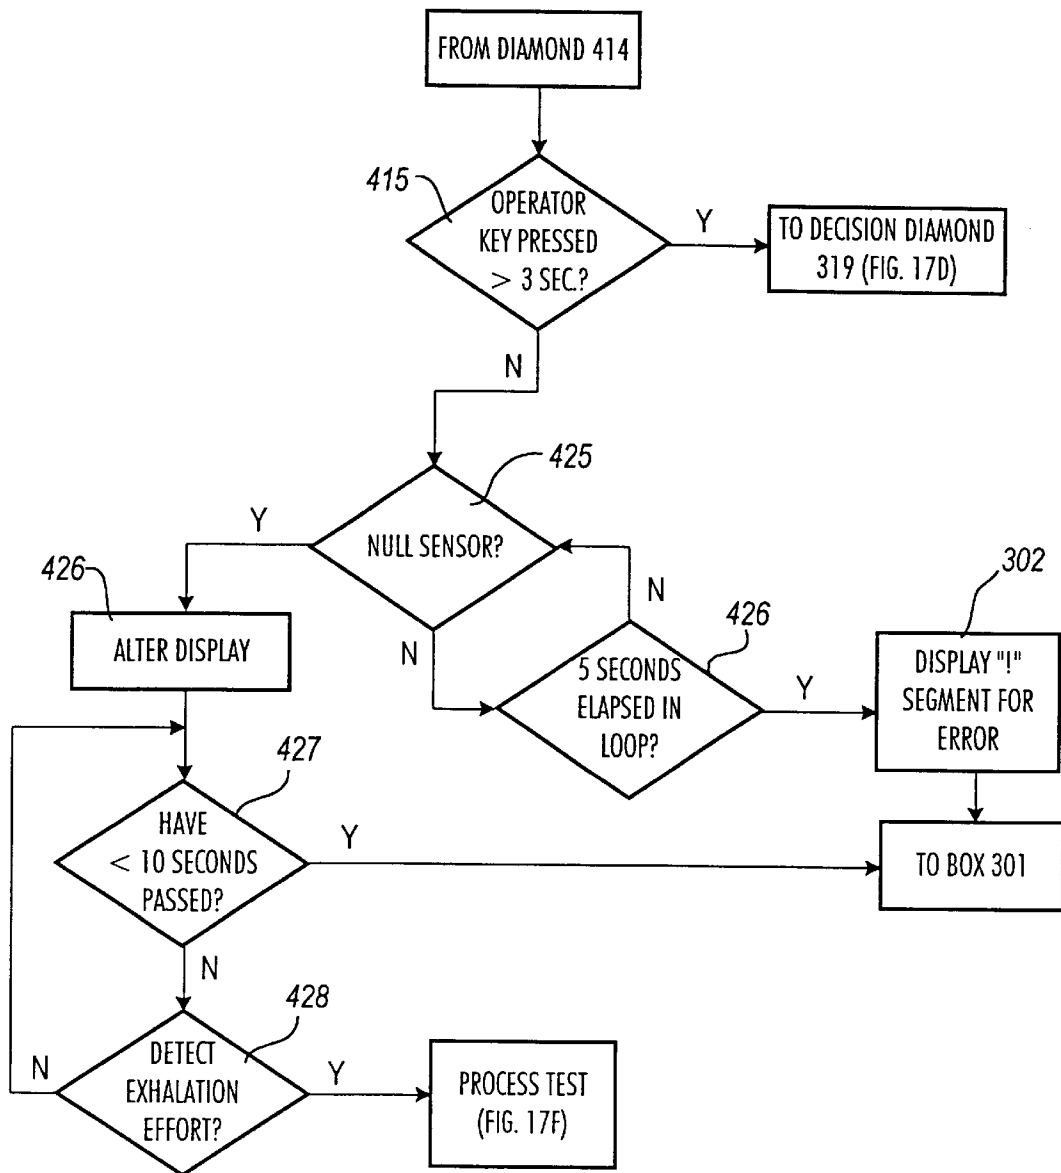 FROM DIAMOND 414
415
OPERATOR
KEY PRESSED
> 3 SEC.?
Y
TO DECISION DIAMOND
319 (FIG. 17D)
N
425
NULL SENSOR?
Y
N
426
ALTER DISPLAY
N
426
5 SECONDS
ELAPSED IN
LOOP?
Y
302
DISPLAY "!"
SEGMENT FOR
ERROR
427
HAVE
< 10 SECONDS
PASSED?
Y
TO BOX 301
N
428
DETECT
EXHALATION
EFFORT?
N
Y
PROCESS TEST
(FIG. 17F)